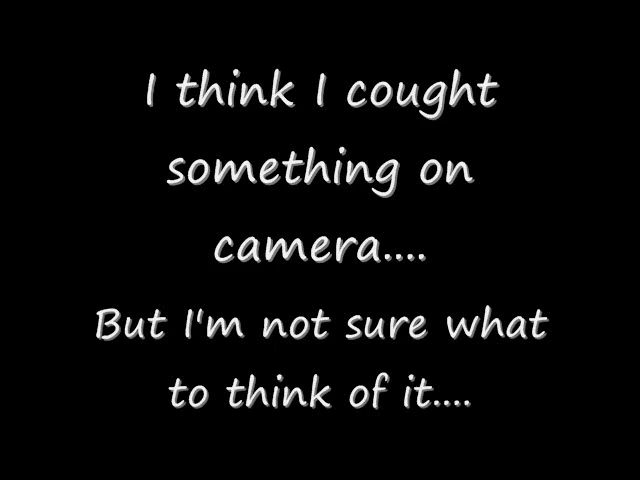 I think I cought
something on
camera....
But I'm not sure what
to think of it....